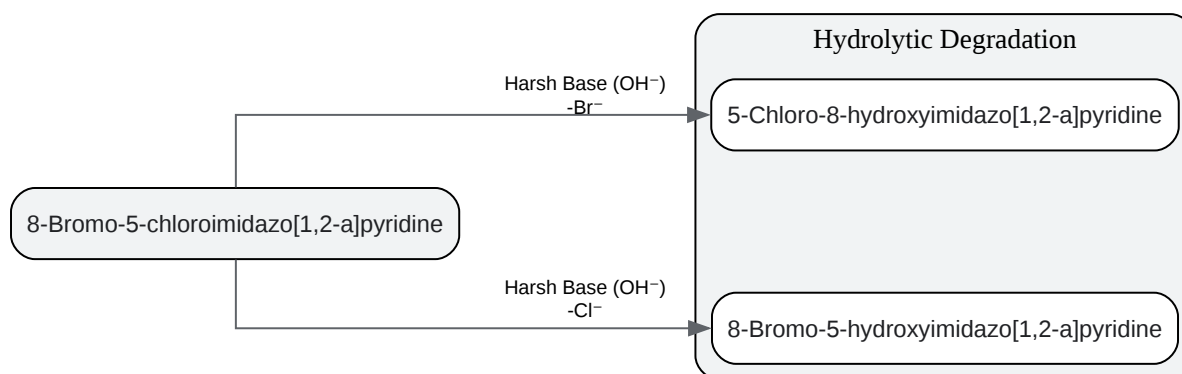 Hydrolytic Degradation
Harsh Base (OH⁻)
-Br⁻
5-Chloro-8-hydroxyimidazo[1,2-a]pyridine
8-Bromo-5-chloroimidazo[1,2-a]pyridine
Harsh Base (OH⁻)
-Cl⁻
8-Bromo-5-hydroxyimidazo[1,2-a]pyridine